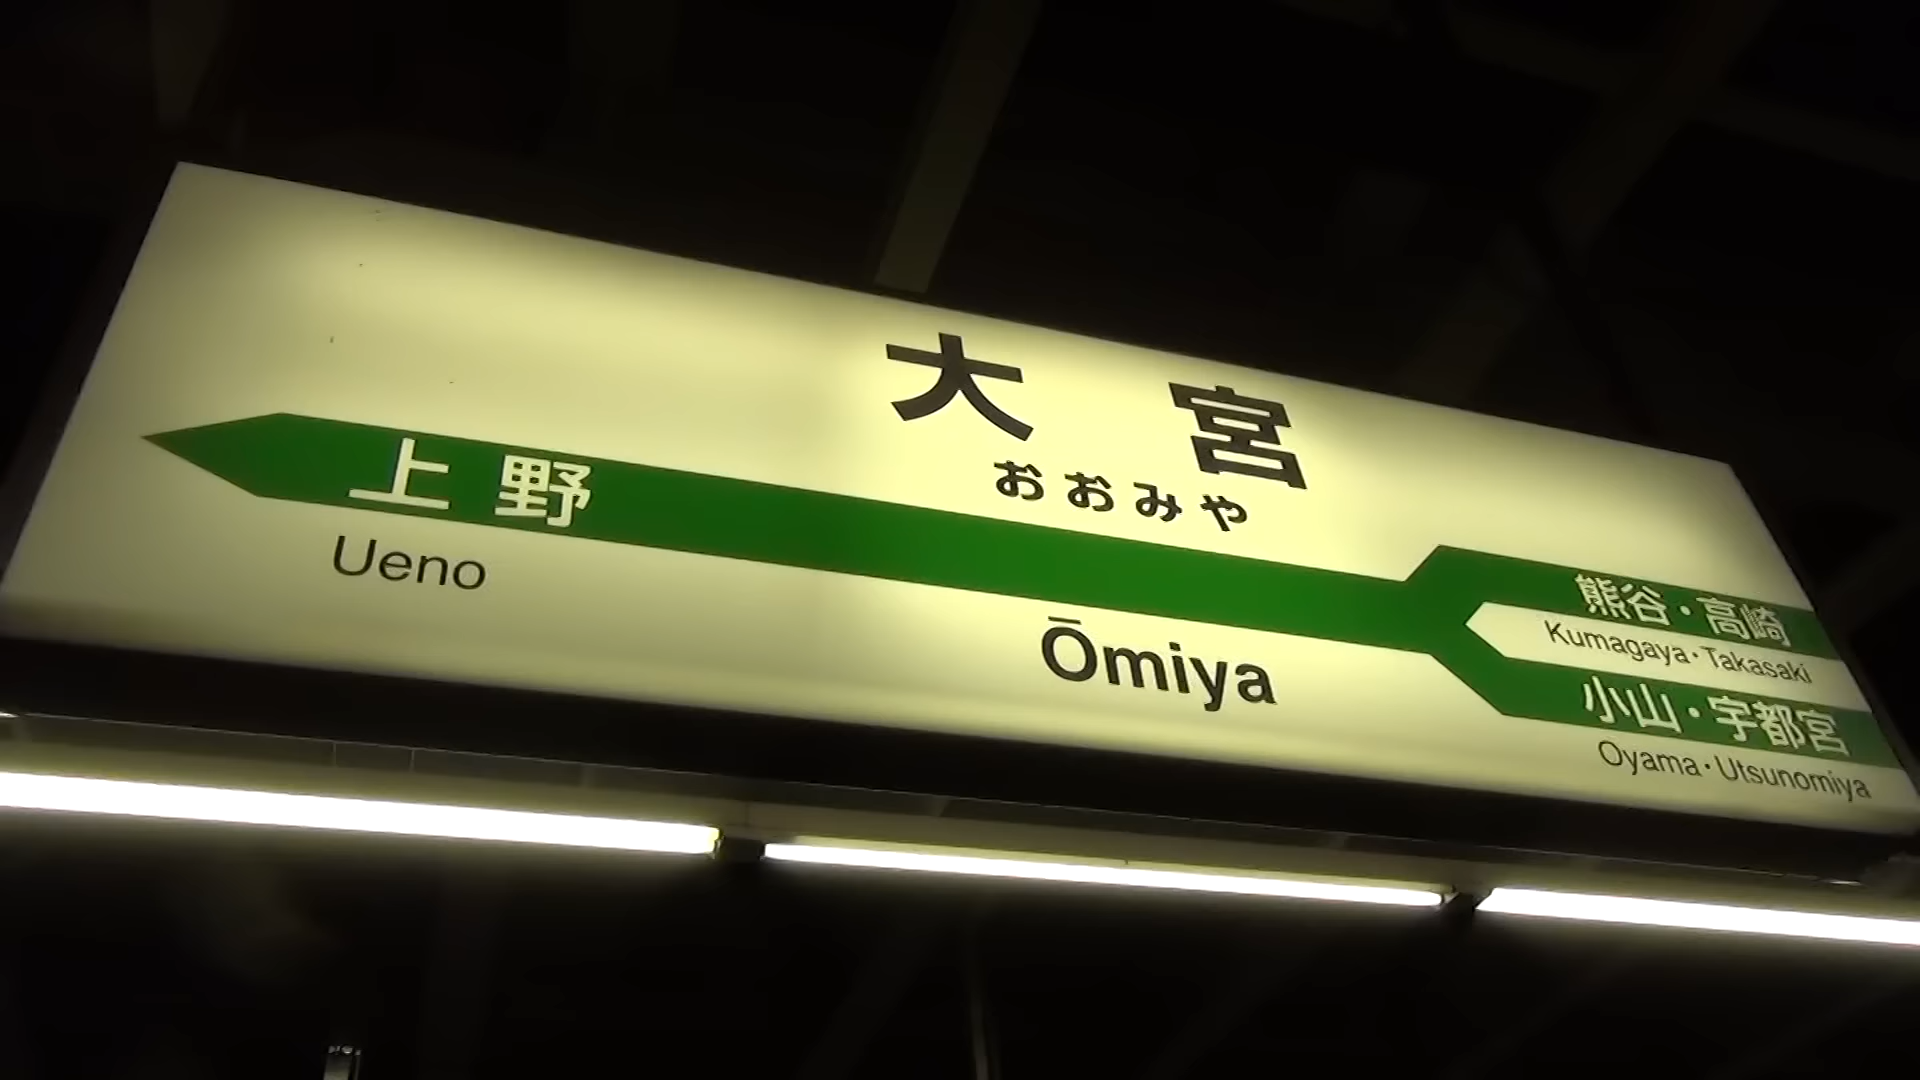 大宮
おおみや
上野
Ueno
Ōmiya
熊谷・高崎
Kumagaya・Takasaki
小山・宇都宮
Oyama・Utsunomiya